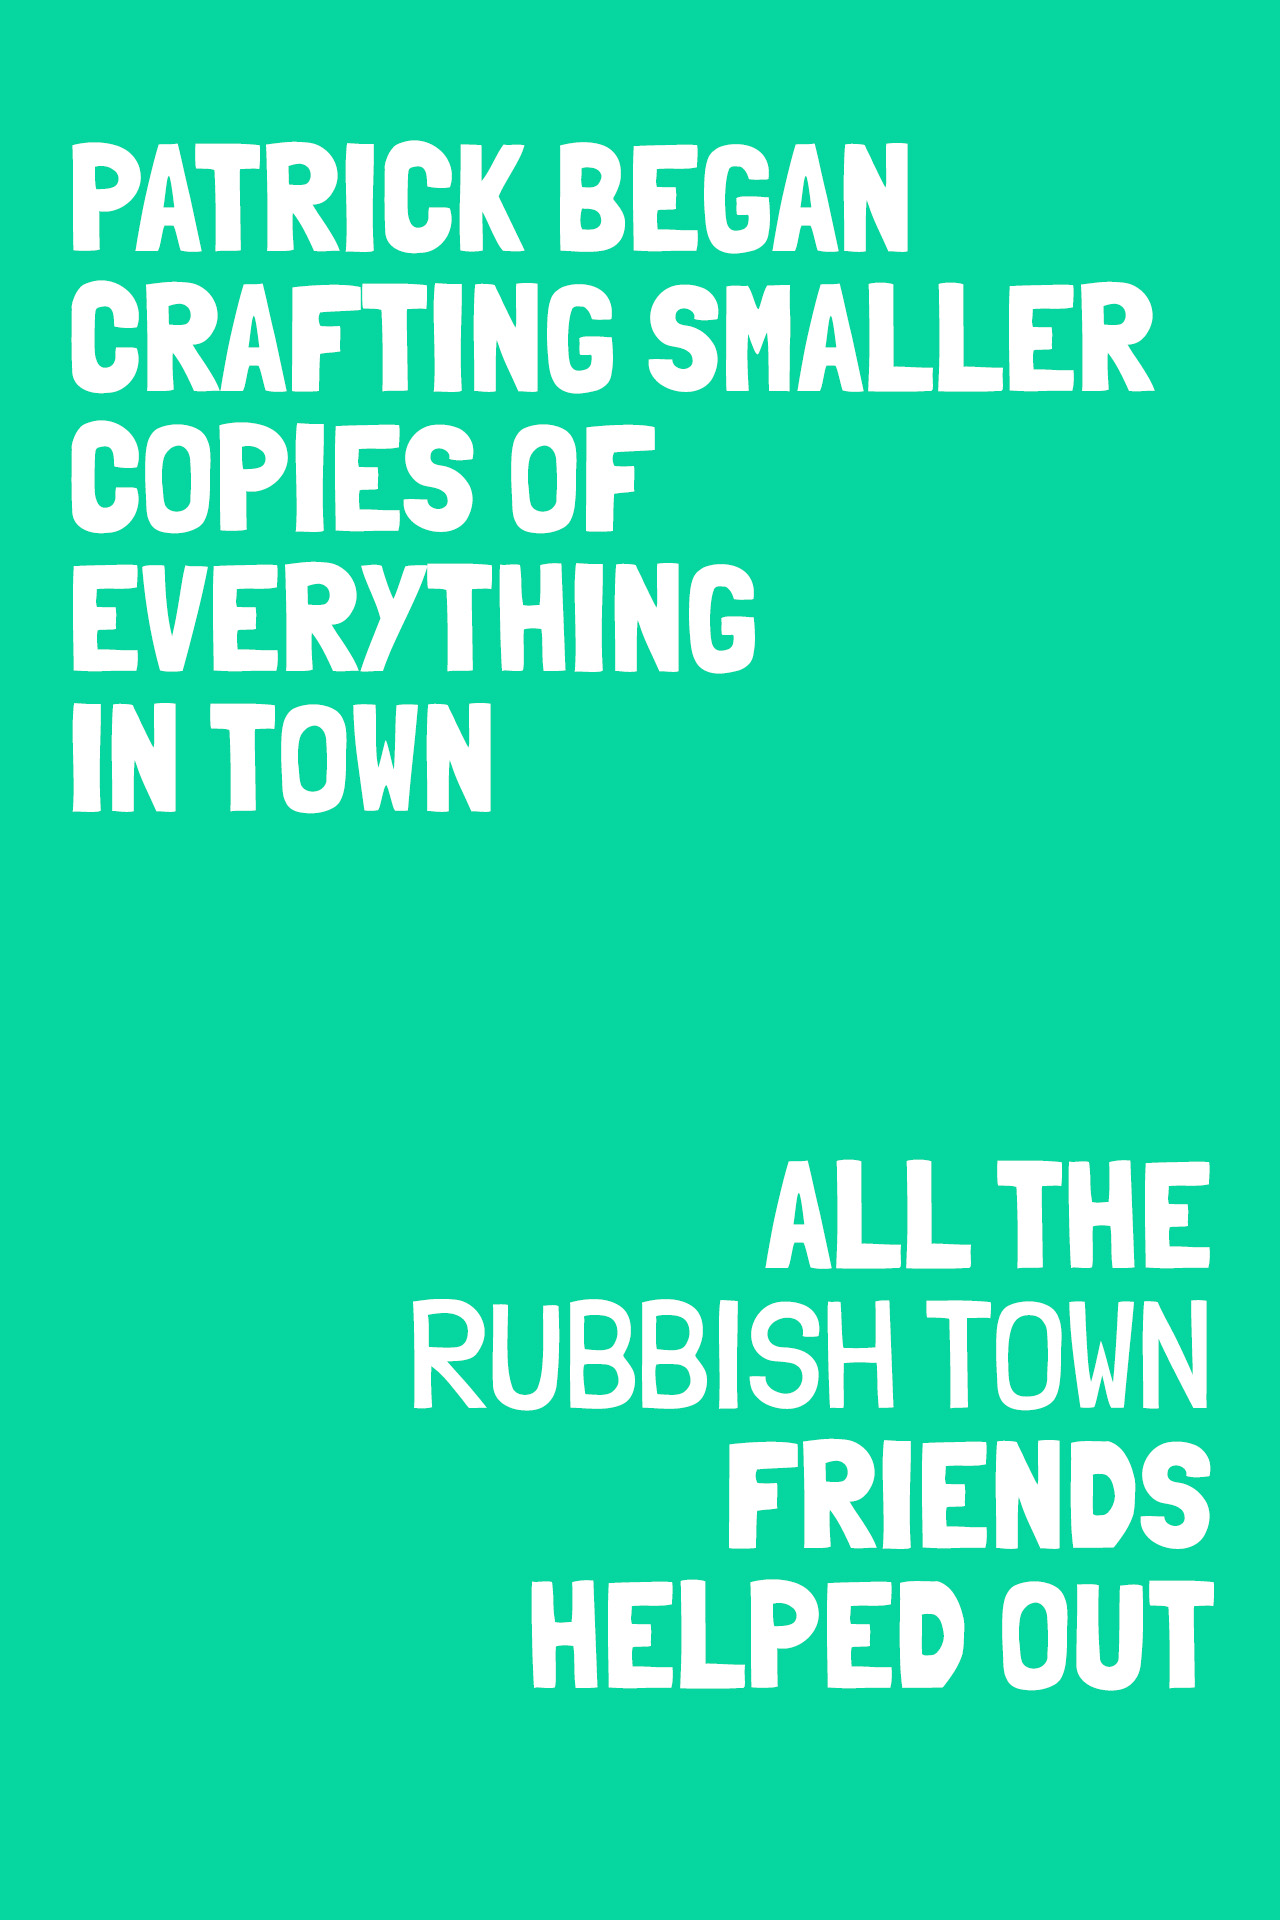 PATRICK BEGAN
CRAFTING SMALLER
COPIES OF
EVERYTHING
IN TOWN
ALL THE
RUBBISH TOWN
FRIENDS
HELPED OUT